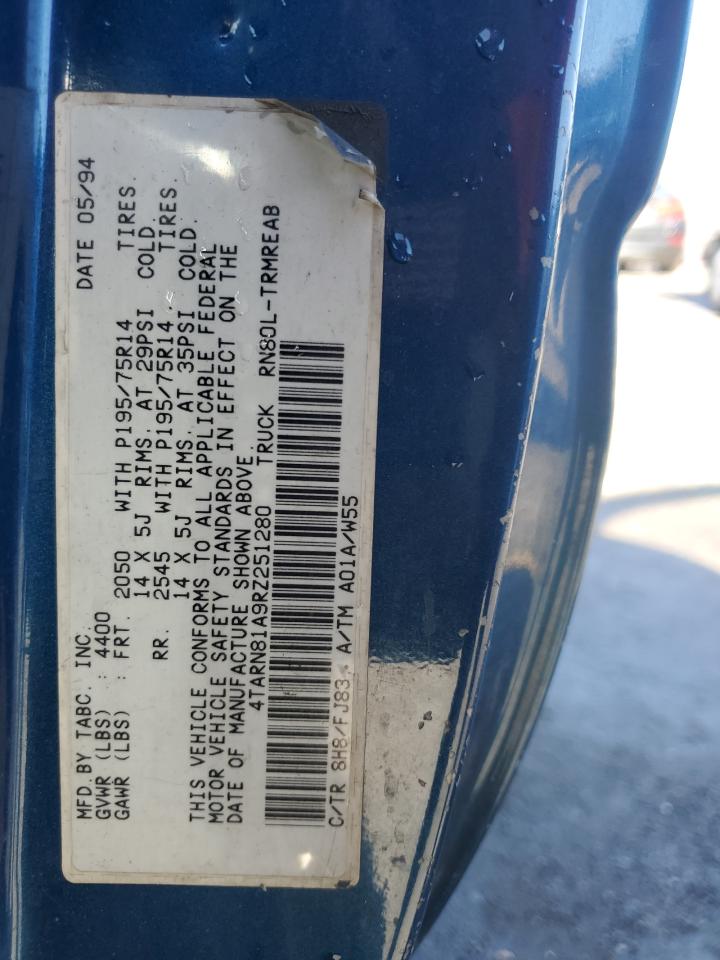 MFD. BY TABC. INC. DATE 05/94
GVWR (LBS) : 4400
GAWR (LBS) : FRT. 2050 WITH P195/75R14 TIRES.
14 X 5J RIMS. AT 29PSI COLD.
RR. 2545 WITH P195/75R14 TIRES.
14 X 5J RIMS. AT 35PSI COLD.
THIS VEHICLE CONFORMS TO ALL APPLICABLE FEDERAL
MOTOR VEHICLE SAFETY STANDARDS IN EFFECT ON THE
DATE OF MANUFACTURE SHOWN ABOVE.
4TARN81A9RZ251280 TRUCK RN80L-TRMREAB
C/TR 8H8/FJ83 A/TM A01A/W55